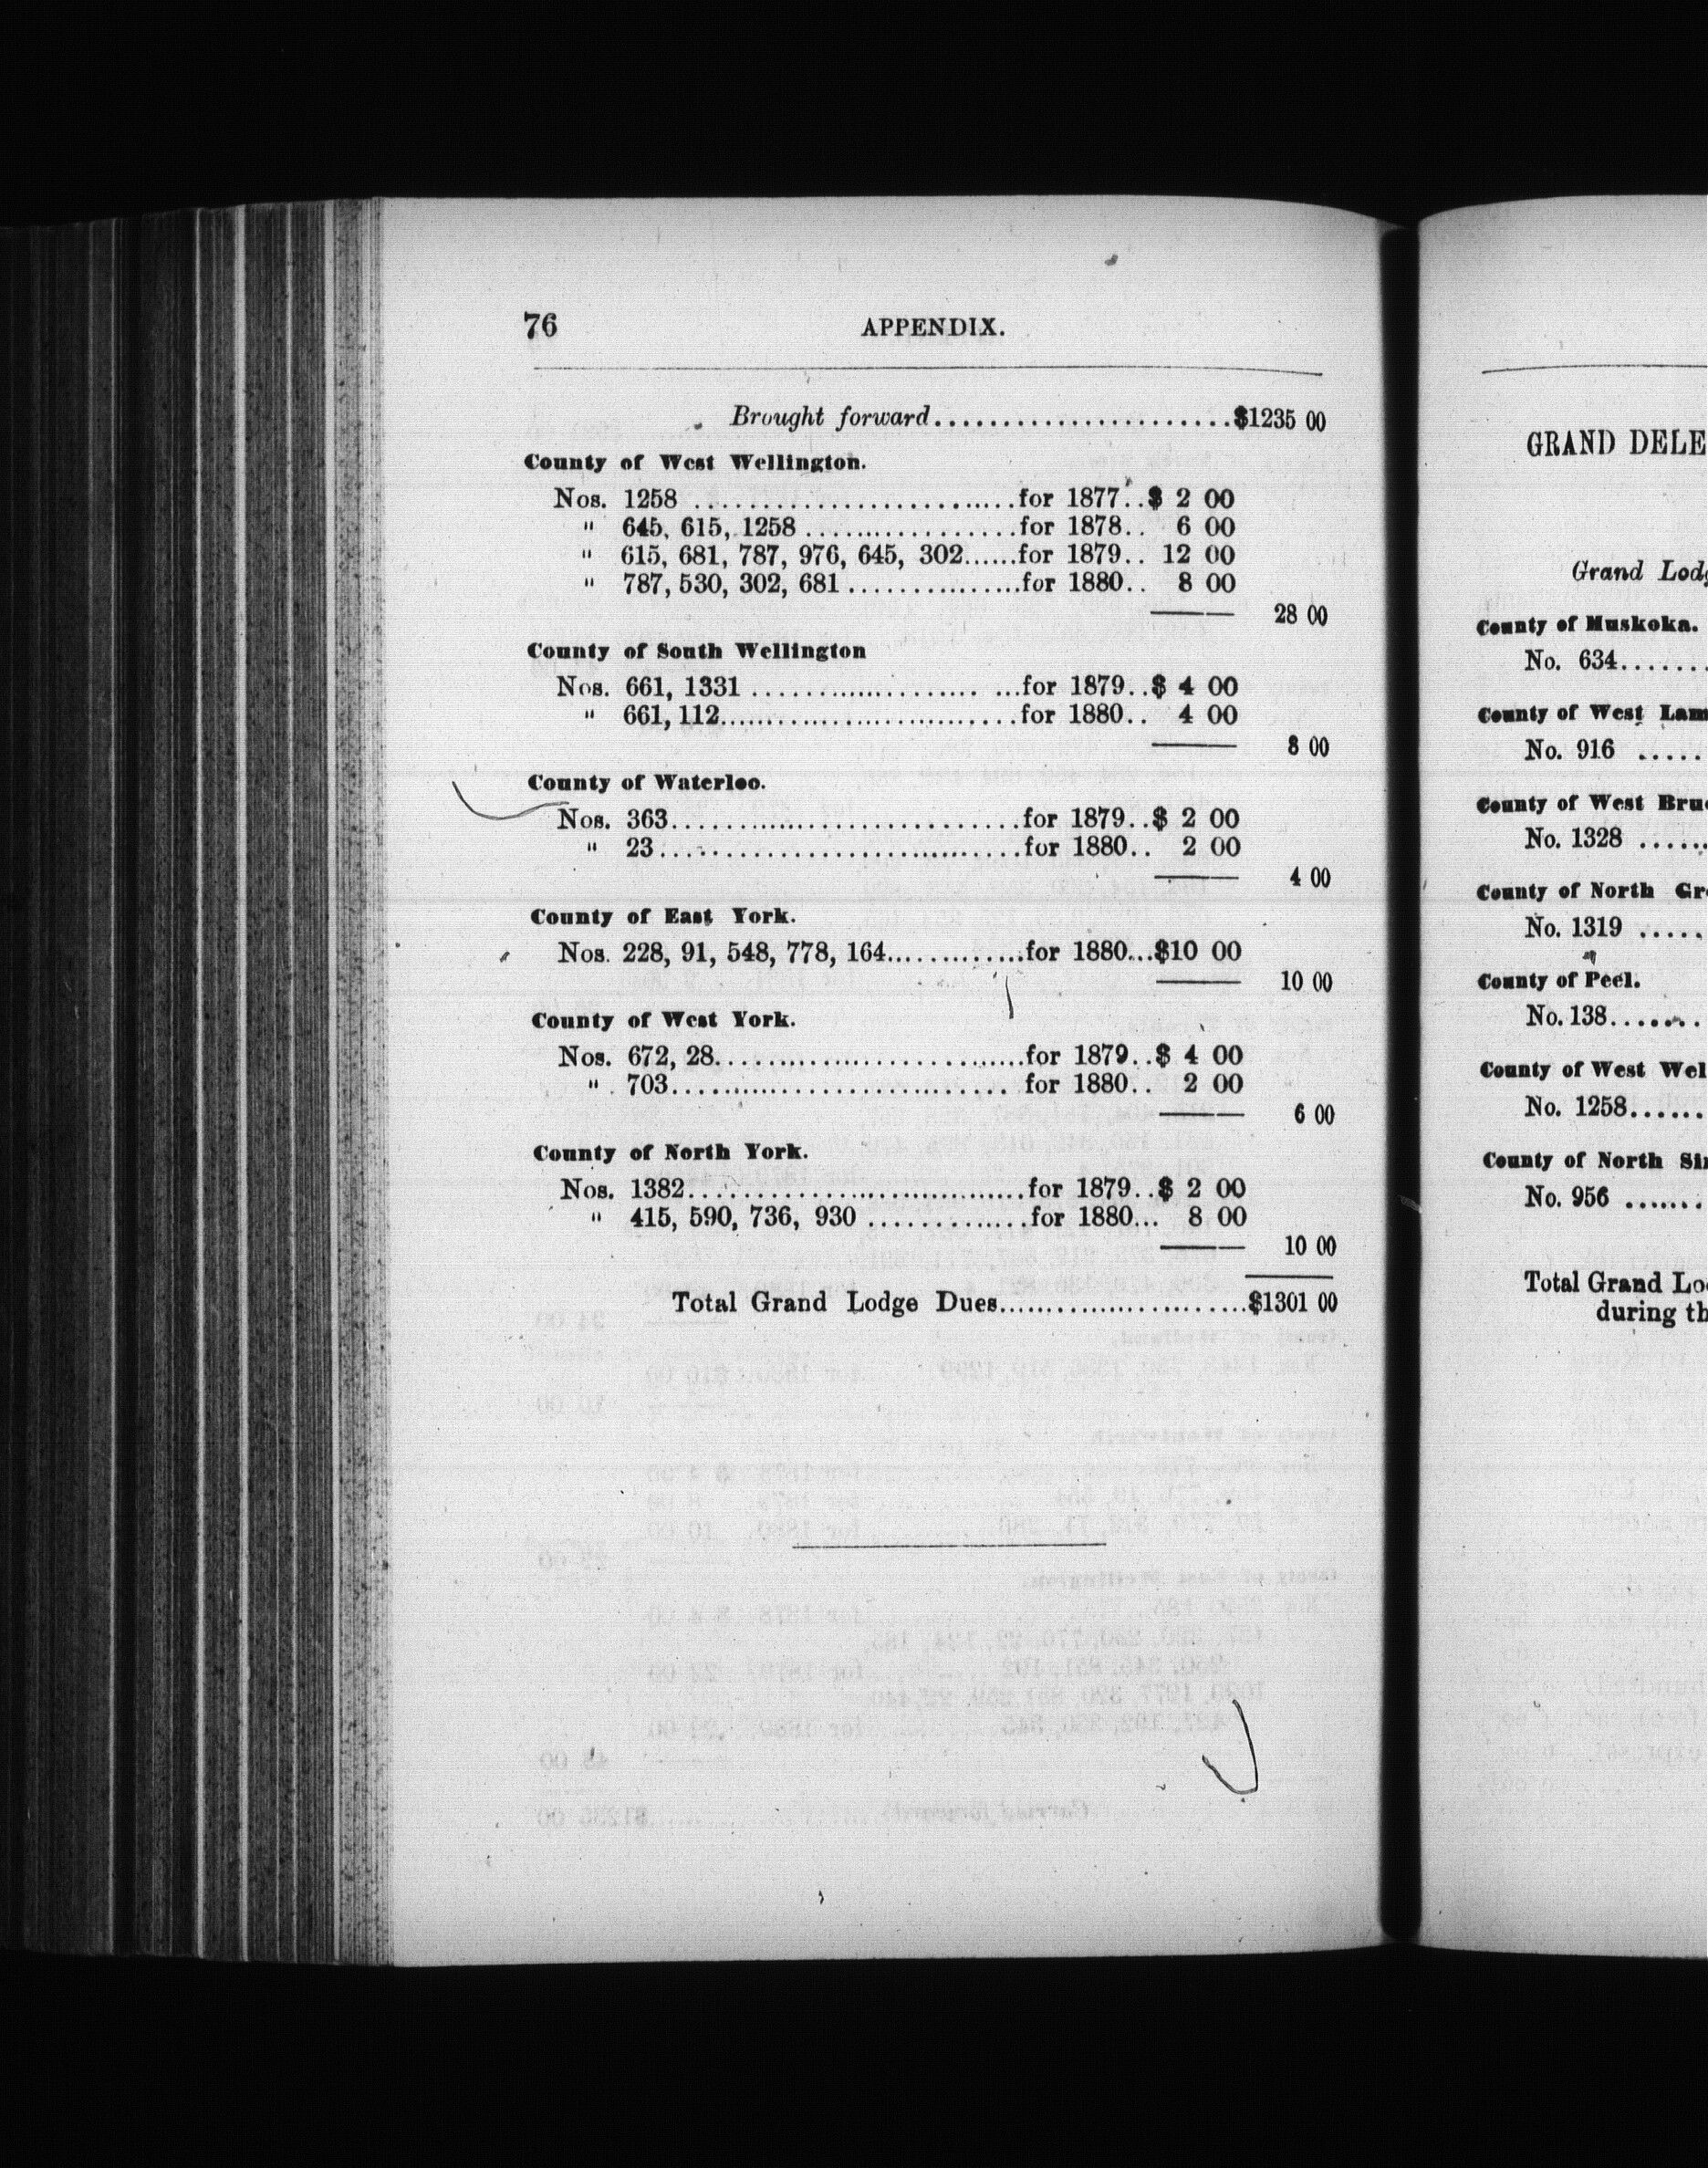 76 APPENDIX.
Brought forward......................$1235 00
County of West Wellington.
Nos. 1258 ........................for 1877..$ 2 00
" 645, 615, 1258 ................for 1878.. 6 00
" 615, 681, 787, 976, 645, 302......for 1879.. 12 00
" 787, 530, 302, 681 ...............for 1880.. 8 00
28 00
County of South Wellington
Nos. 661, 1331 ..................... ...for 1879..$ 4 00
" 661, 112..........................for 1880.. 4 00
8 00
County of Waterloo.
Nos. 363............................for 1879..$ 2 00
" 23.............................for 1880.. 2 00
4 00
County of East York.
Nos. 228, 91, 548, 778, 164............for 1880...$10 00
10 00
County of West York.
Nos. 672, 28.........................for 1879..$ 4 00
" 703........................... for 1880.. 2 00
6 00
County of North York.
Nos. 1382...........................for 1879..$ 2 00
" 415, 590, 736, 930 .............for 1880... 8 00
10 00
Total Grand Lodge Dues......................$1301 00
GRAND
Grand
County of Muskoka.
No. 634.......
County of West
No. 916 .....
County of West
No. 1328 .....
County of North
No. 1319 .....
County of Peel.
No. 138.......
County of West
No. 1258......
County of North
No. 956 .......
Total Grand
during